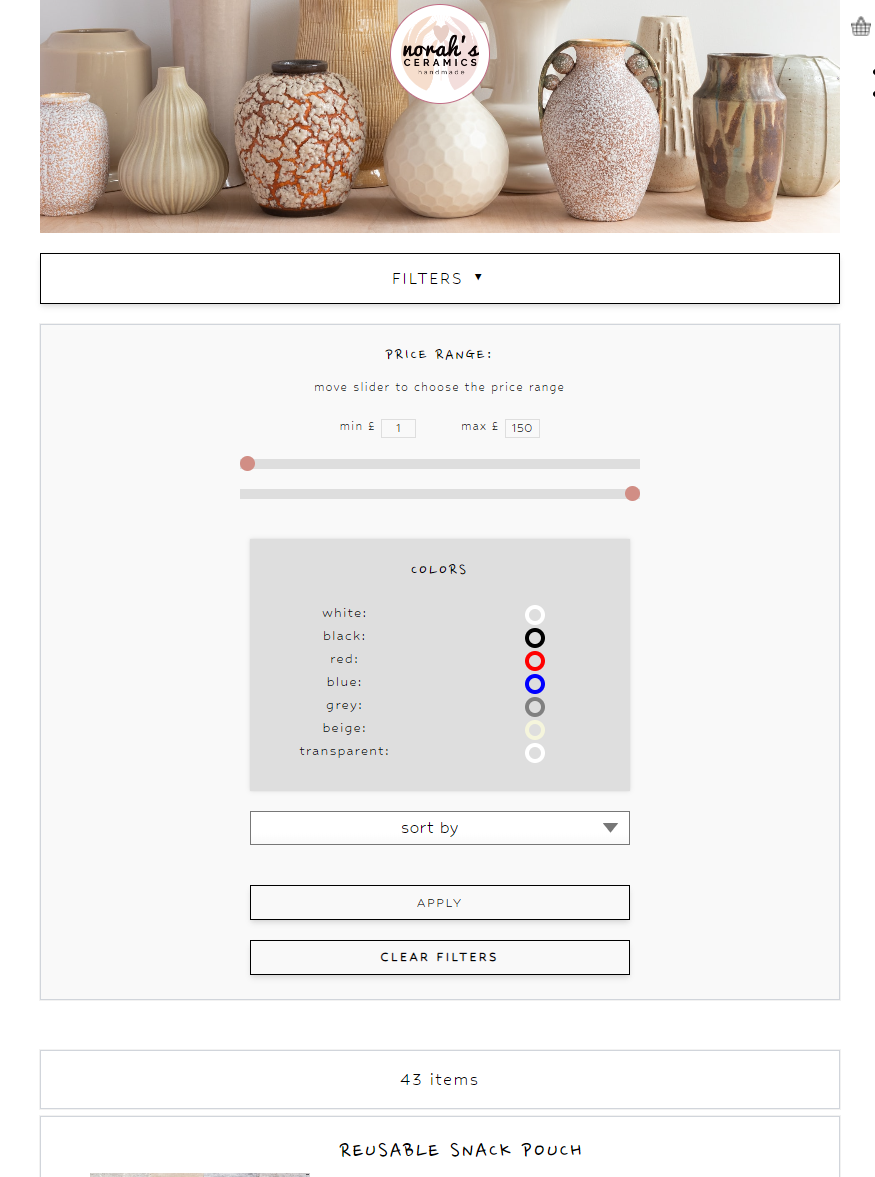 norah's
CERAMICS
handmade
FILTERS ▼
PRICE RANGE:
move slider to choose the price range
min £ 1 max £ 150
COLORS
white:
black:
red:
blue:
grey:
beige:
transparent:
sort by
APPLY
CLEAR FILTERS
43 items
REUSABLE SNACK POUCH